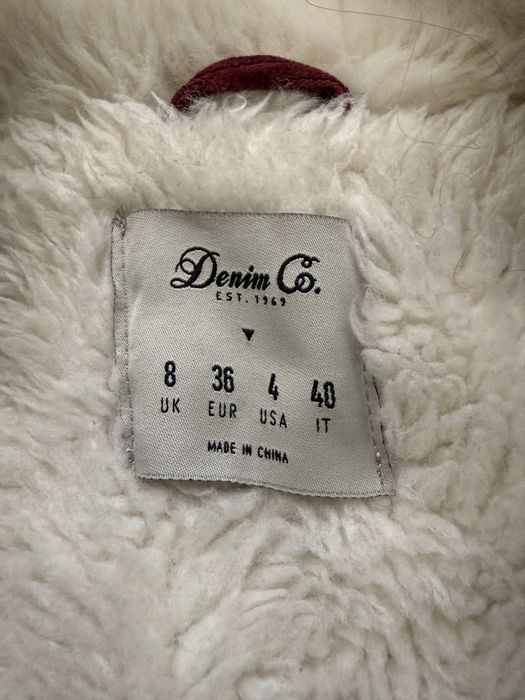 Denim Co.
EST. 1969
8 36 4 40
UK EUR USA IT
MADE IN CHINA